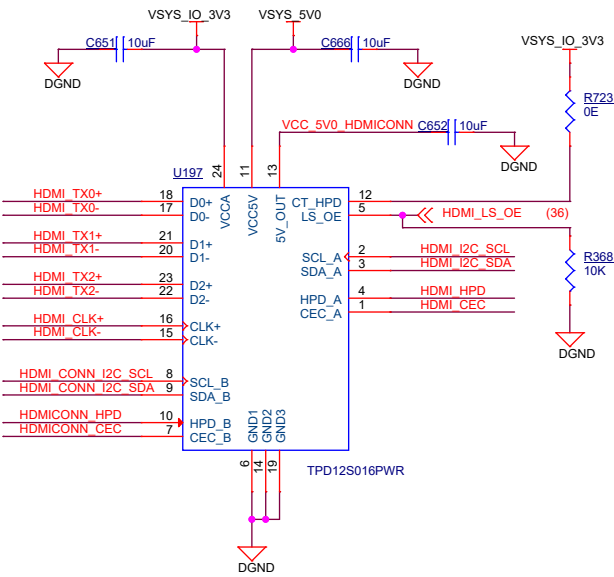 VSYS_IO_3V3 VSYS_5V0
C651 10uF C666 10uF
VSYS_IO_3V3
DGND DGND
R723
0E
VCC_5V0_HDMICONN C652 10uF
DGND
U197
24 11 13
VCCA VCC5V 5V_OUT
HDMI_TX0+ 18 D0+ CT_HPD 12
HDMI_TX0- 17 D0- LS_OE 5 HDMI_LS_OE (36)
HDMI_TX1+ 21 D1+
HDMI_TX1- 20 D1- SCL_A 2 HDMI_I2C_SCL
SDA_A 3 HDMI_I2C_SDA
R368
10K
HDMI_TX2+ 23 D2+
HDMI_TX2- 22 D2- HPD_A 4 HDMI_HPD
CEC_A 1 HDMI_CEC
HDMI_CLK+ 16 CLK+
HDMI_CLK- 15 CLK-
DGND
HDMI_CONN_I2C_SCL 8 SCL_B
HDMI_CONN_I2C_SDA 9 SDA_B
HDMICONN_HPD 10 HPD_B
HDMICONN_CEC 7 CEC_B
GND1 GND2 GND3
6 14 19
TPD12S016PWR
DGND